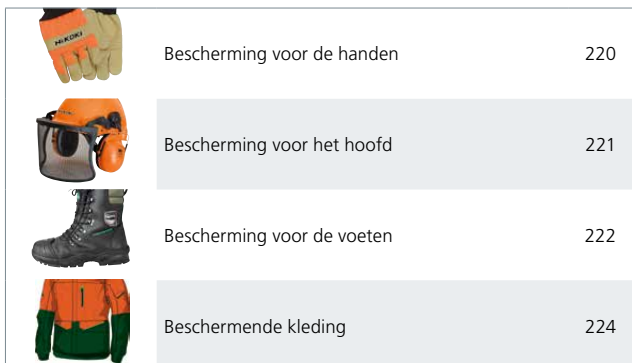 HiKOKI
Bescherming voor de handen 220
Bescherming voor het hoofd 221
Bescherming voor de voeten 222
Beschermende kleding 224